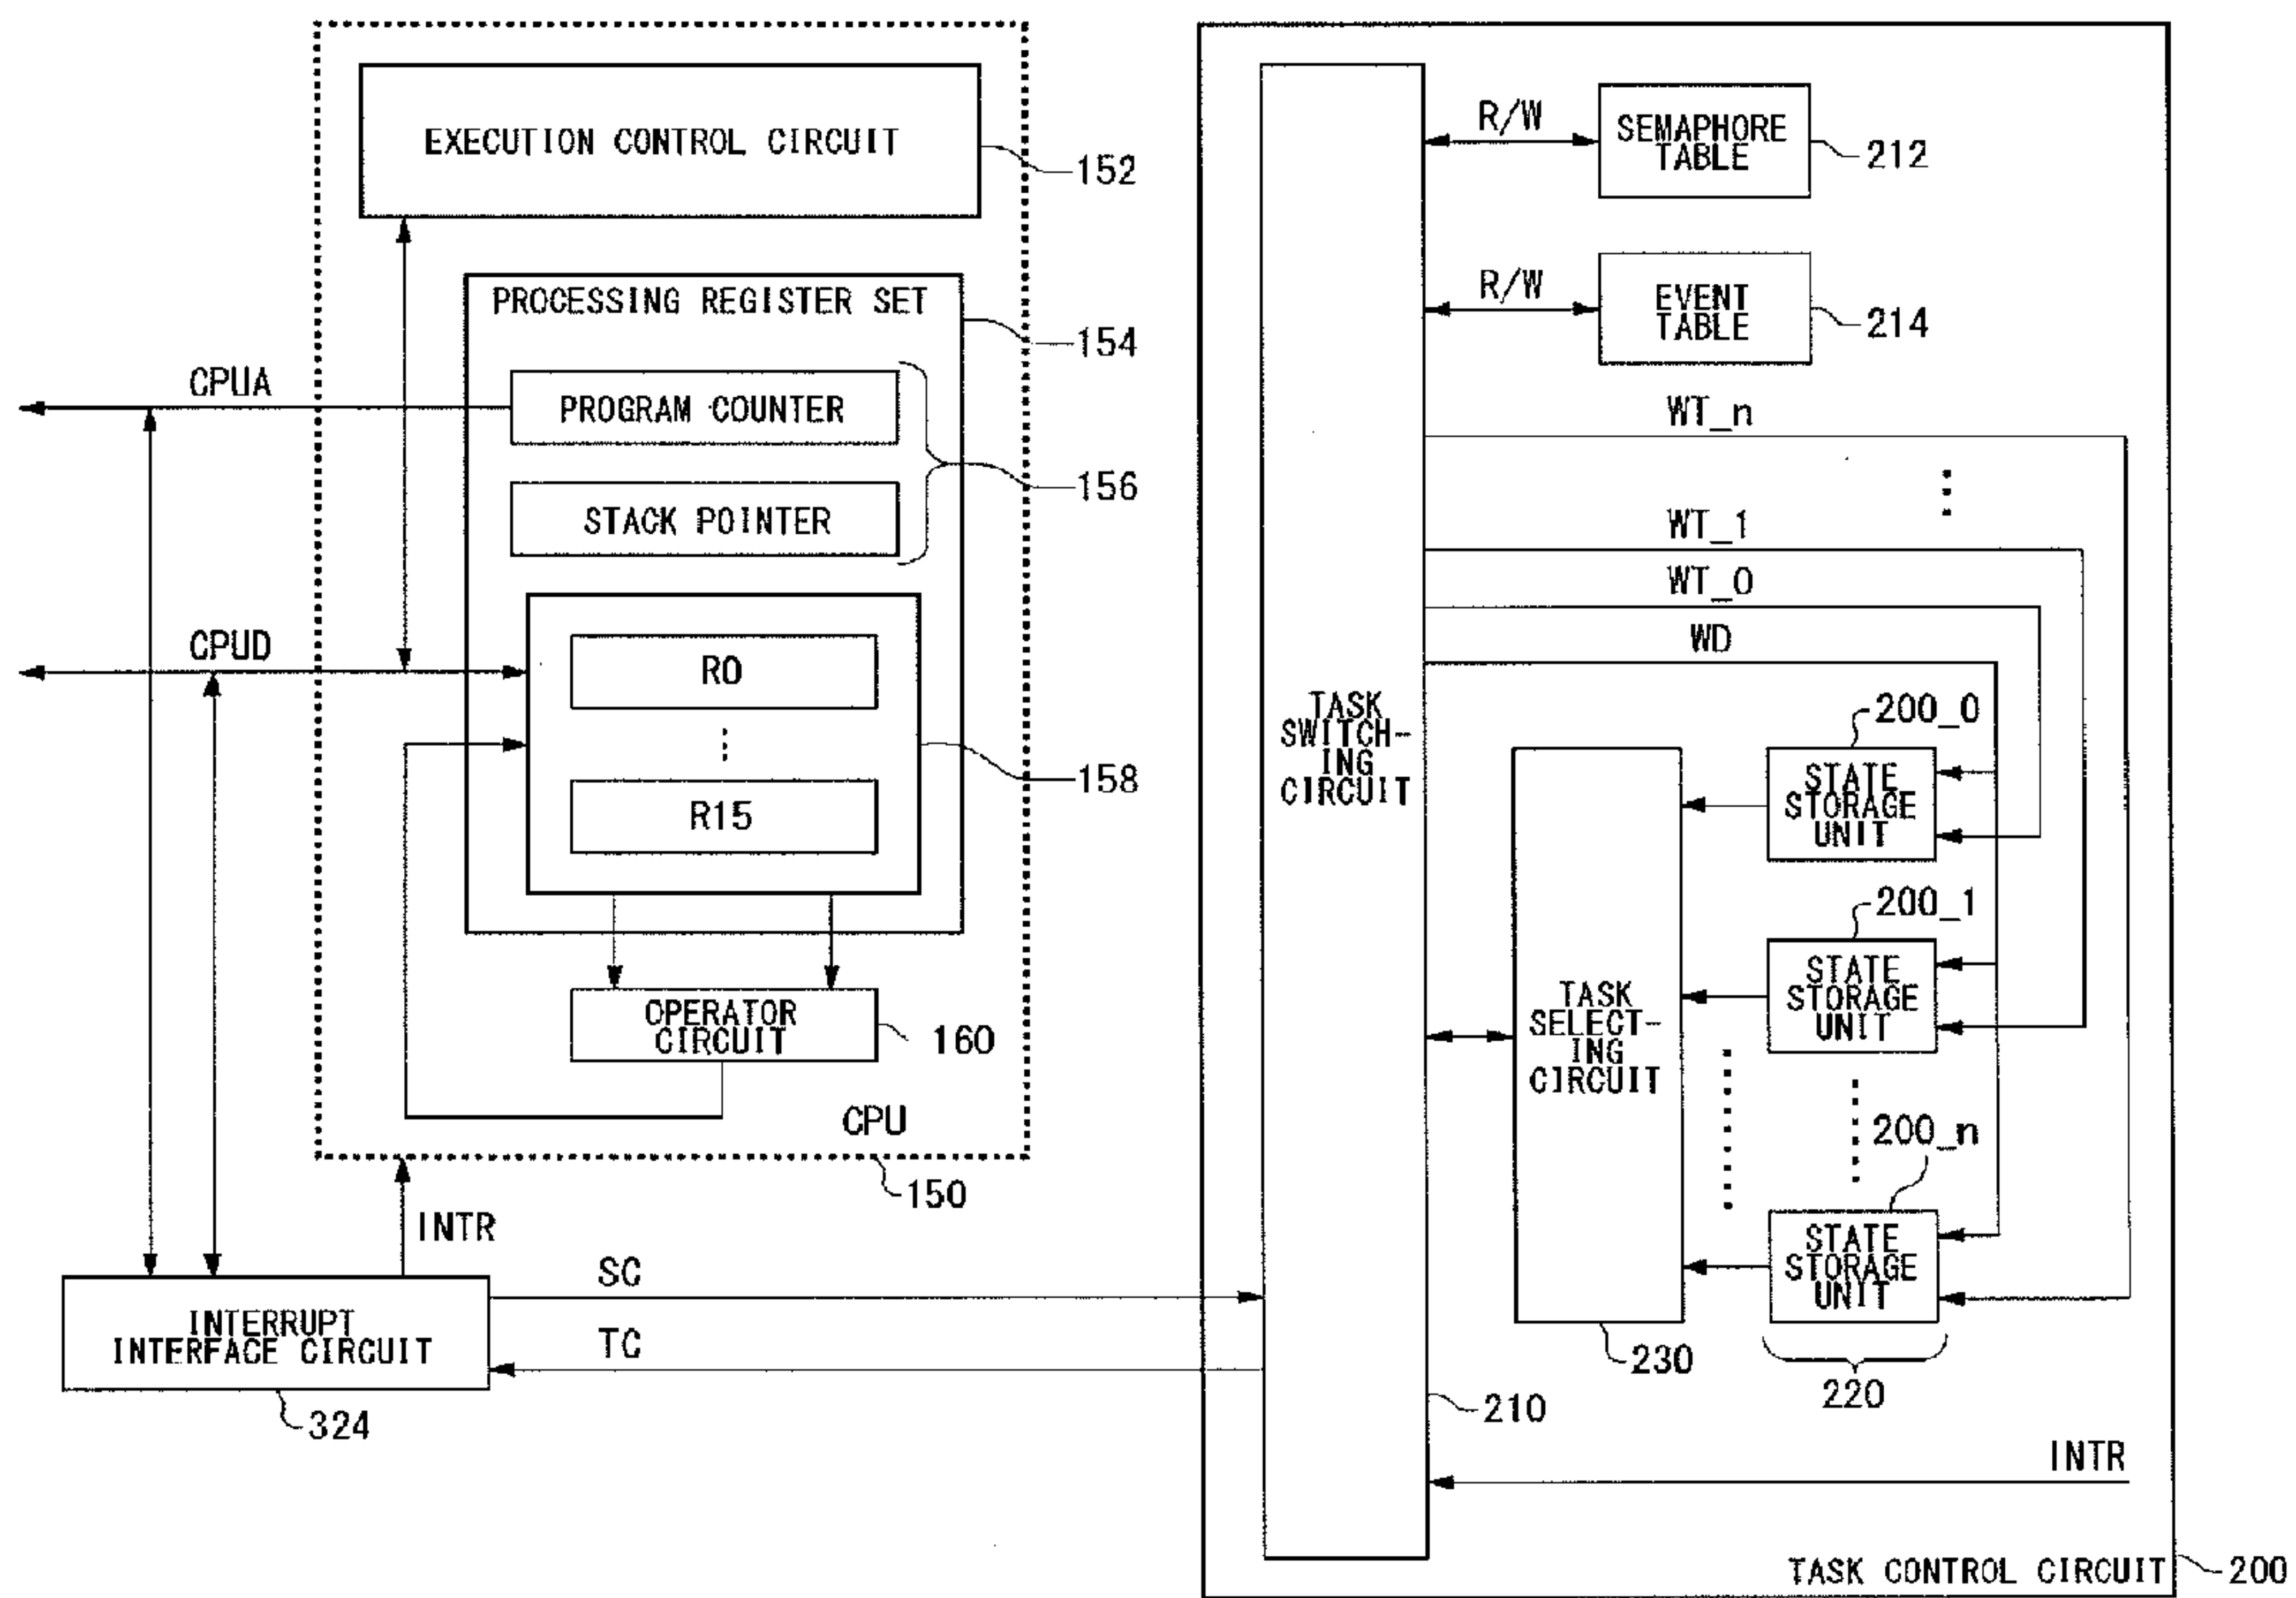 EXECUTION CONTROL CIRCUIT
152
PROCESSING REGISTER SET
154
CPUA
PROGRAM COUNTER
156
STACK POINTER
CPUD
R0
R15
158
OPERATOR
CIRCUIT
160
CPU
150
INTR
SC
TC
INTERRUPT
INTERFACE CIRCUIT
324
TASK
SWITCH-
ING
CIRCUIT
210
R/W
SEMAPHORE
TABLE
212
R/W
EVENT
TABLE
214
WT_n
WT_1
WT_0
WD
200_0
STATE
STORAGE
UNIT
200_1
STATE
STORAGE
UNIT
200_n
STATE
STORAGE
UNIT
220
TASK
SELECT-
ING
CIRCUIT
230
INTR
TASK CONTROL CIRCUIT
200